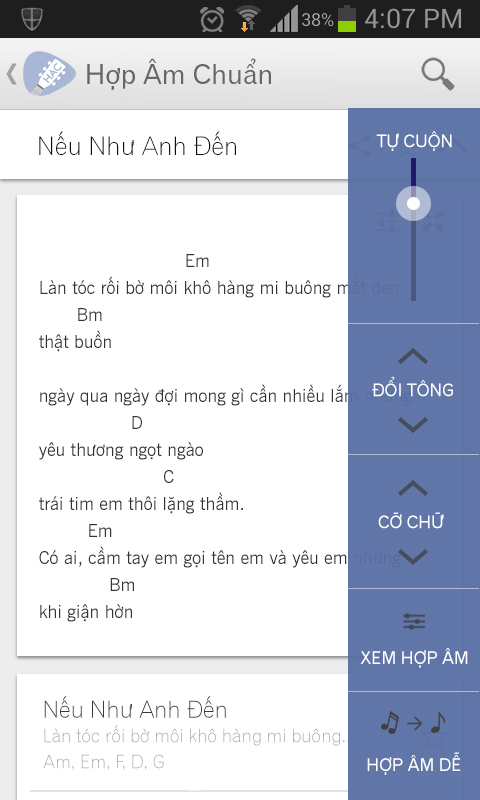 38% 4:07 PM
HAC Hợp Âm Chuẩn
Nếu Như Anh Đến
TỰ CUỘN
Em
Làn tóc rối bờ môi khô hàng mi buông mắt đen
Bm
thật buồn
ngày qua ngày đợi mong gì cần nhiều lắm
ĐỔI TÔNG
D
yêu thương ngọt ngào
C
trái tim em thôi lặng thầm.
CỠ CHỮ
Em
Có ai, cầm tay em gọi tên em và yêu em những
Bm
khi giận hờn
XEM HỢP ÂM
Nếu Như Anh Đến
Làn tóc rối bờ môi khô hàng mi buông..
Am, Em, F, D, G
HỢP ÂM DỄ